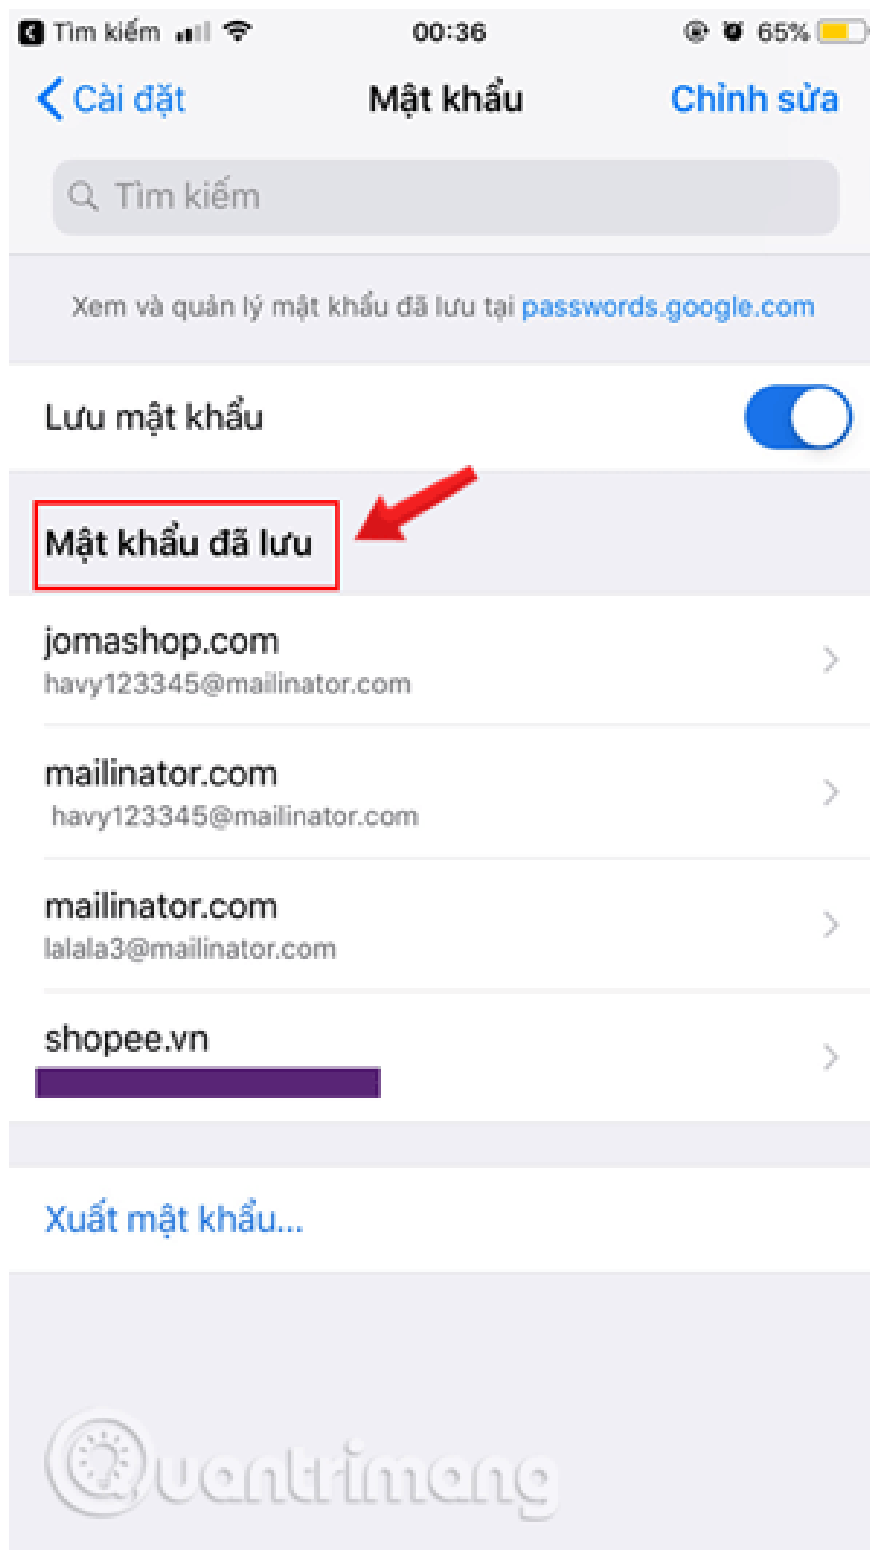 Tìm kiếm 00:36 65%
Cài đặt Mật khẩu Chỉnh sửa
Tìm kiếm
Xem và quản lý mật khẩu đã lưu tại passwords.google.com
Lưu mật khẩu
Mật khẩu đã lưu
jomashop.com
havy123345@mailinator.com
mailinator.com
havy123345@mailinator.com
mailinator.com
lalala3@mailinator.com
shopee.vn
Xuất mật khẩu...
Quantrimang